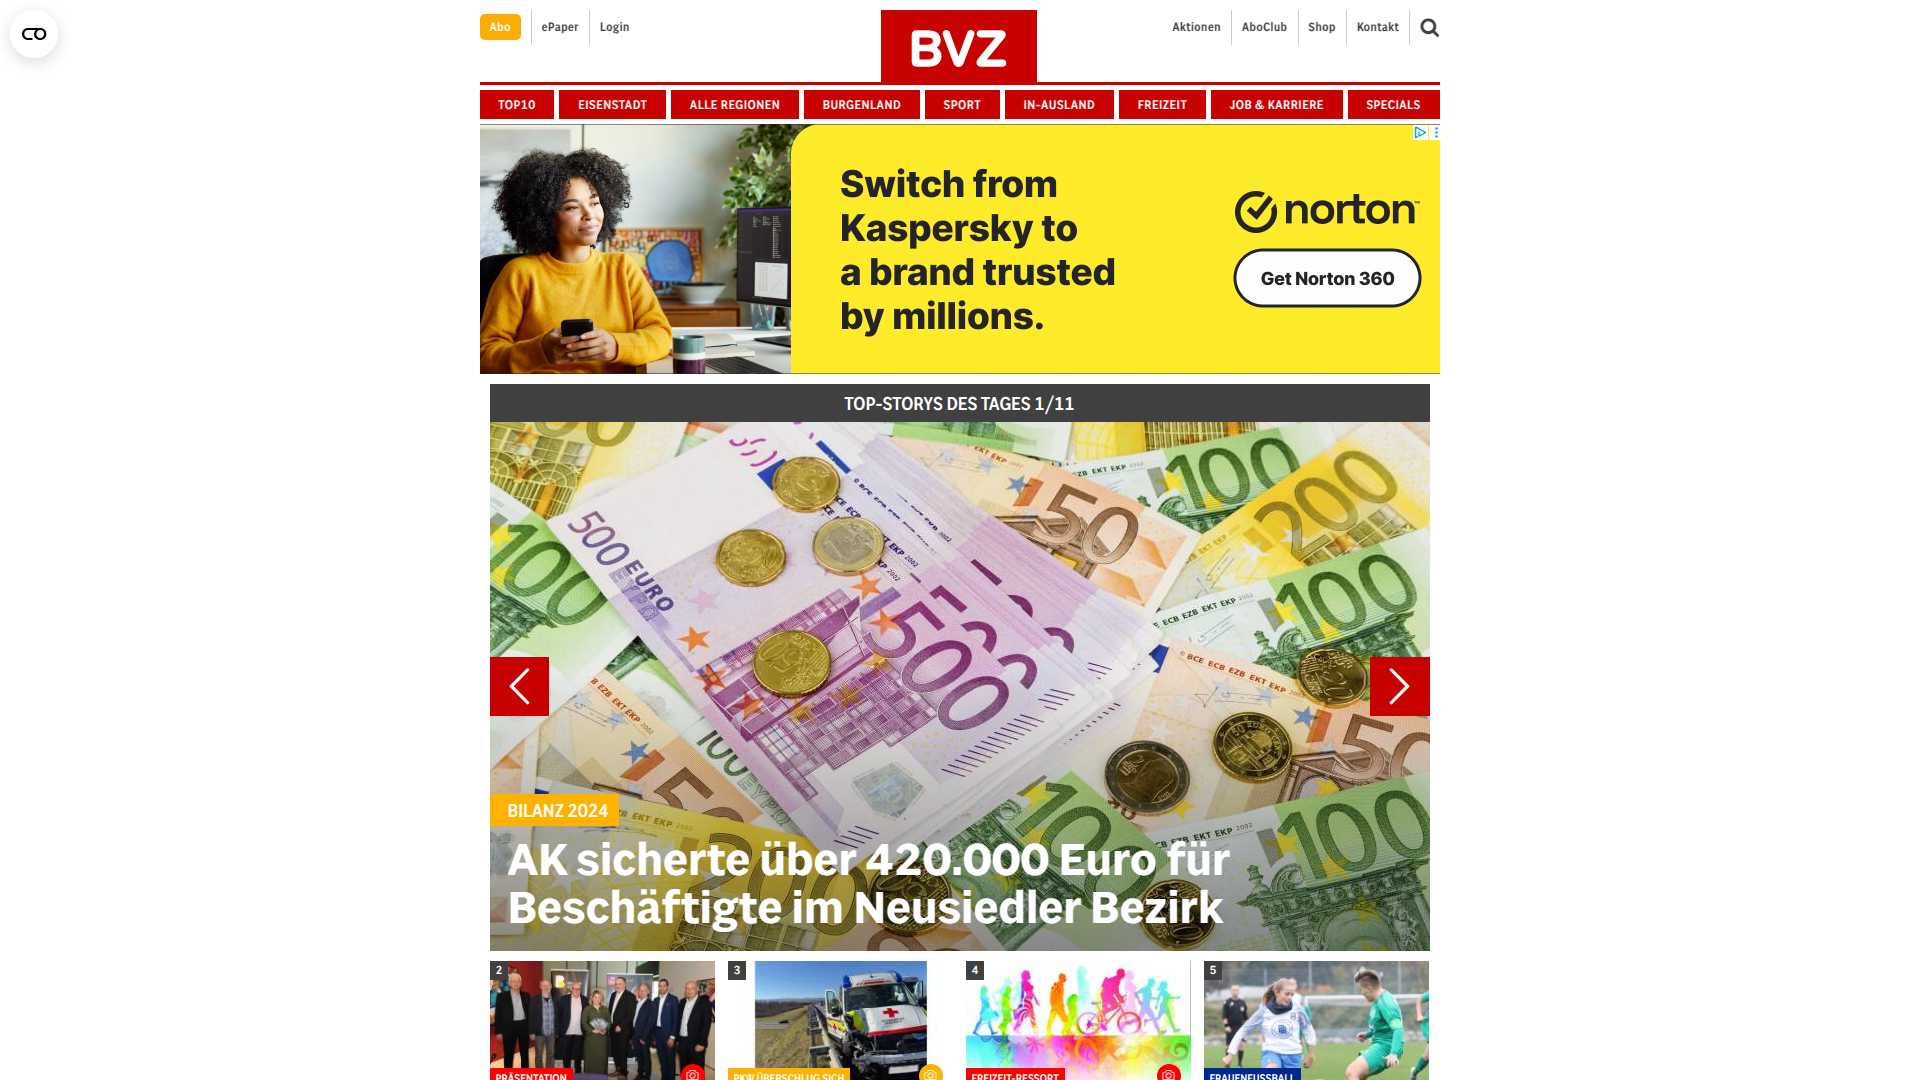 Abo
ePaper
Login
BVZ
Aktionen
AboClub
Shop
Kontakt
TOP10
EISENSTADT
ALLE REGIONEN
BURGENLAND
SPORT
IN-AUSLAND
FREIZEIT
JOB & KARRIERE
SPECIALS
Switch from
Kaspersky to
a brand trusted
by millions.
norton
Get Norton 360
TOP-STORYS DES TAGES 1/11
BILANZ 2024
AK sicherte über 420.000 Euro für
Beschäftigte im Neusiedler Bezirk
2
PRÄSENTATION
3
PKW ÜBERSCHLUG SICH
4
FREIZEIT-RESSORT
5
FRAUENFUSSBALL